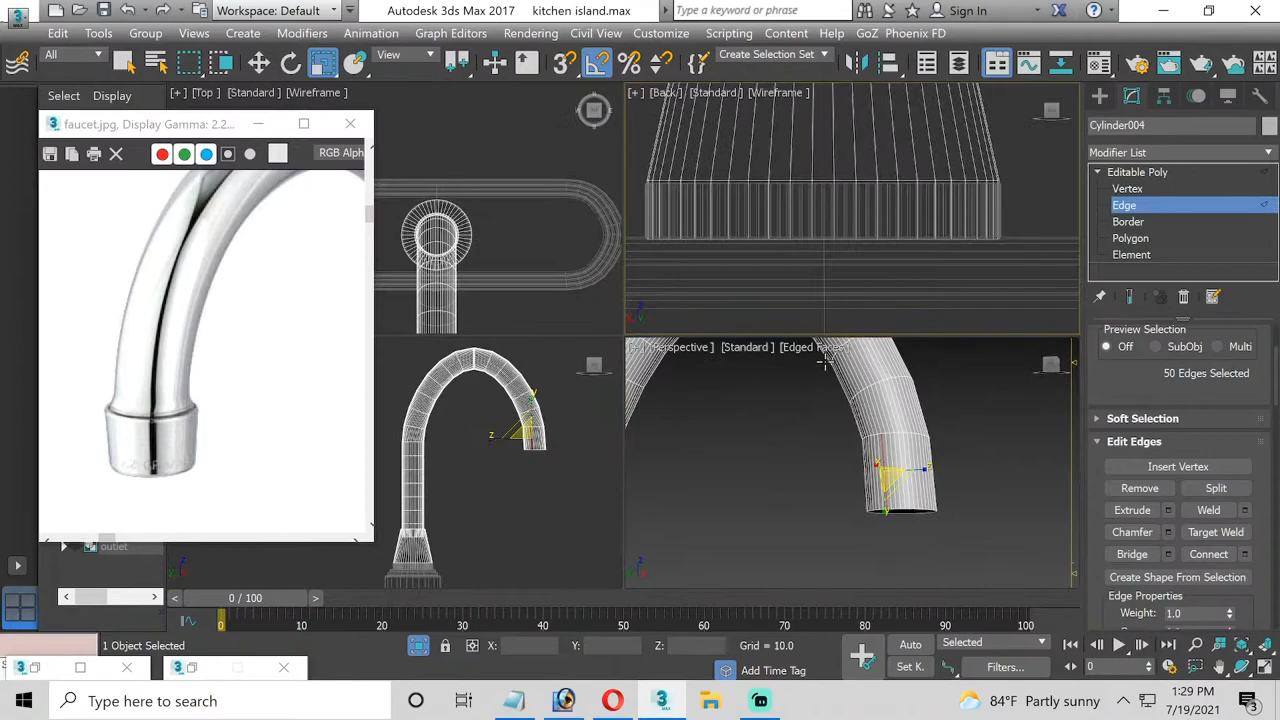 Workspace: Default
Autodesk 3ds Max 2017 kitchen island.max
Type a keyword or phrase
Sign In
Edit Tools Group Views Create Modifiers Animation Graph Editors Rendering Civil View Customize Scripting Content Help GoZ Phoenix FD
All
View
Create Selection Set
Select Display
[+] [Top] [Standard] [Wireframe]
[+] [Back] [Standard] [Wireframe]
faucet.jpg, Display Gamma: 2.2...
RGB Alph
Cylinder004
Modifier List
Editable Poly
Vertex
Edge
Border
Polygon
Element
Preview Selection
Off SubObj Multi
50 Edges Selected
Soft Selection
Edit Edges
Insert Vertex
Remove Split
Extrude Weld
Chamfer Target Weld
Bridge Connect
Create Shape From Selection
Edge Properties
Weight: 1.0
[+] [Perspective] [Standard] [Edged Faces]
outlet
0 / 100
0 10 20 30 40 50 60 70 80 90 100
1 Object Selected
X: Y: Z: Grid = 10.0
Add Time Tag
Auto Selected
Set K. Filters...
0
Type here to search
84°F Partly sunny
1:29 PM
7/19/2021
3